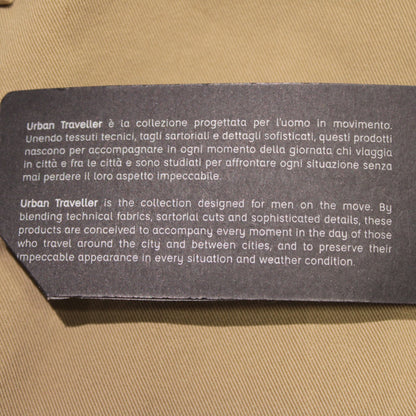 Urban Traveller è la collezione progettata per l'uomo in movimento.
Unendo tessuti tecnici, tagli sartoriali e dettagli sofisticati, questi prodotti
nascono per accompagnare in ogni momento della giornata chi viaggia
in città e fra le città e sono studiati per affrontare ogni situazione senza
mai perdere il loro aspetto impeccabile.
Urban Traveller is the collection designed for men on the move. By
blending technical fabrics, sartorial cuts and sophisticated details, these
products are conceived to accompany every moment in the day of those
who travel around the city and between cities, and to preserve their
impeccable appearance in every situation and weather condition.